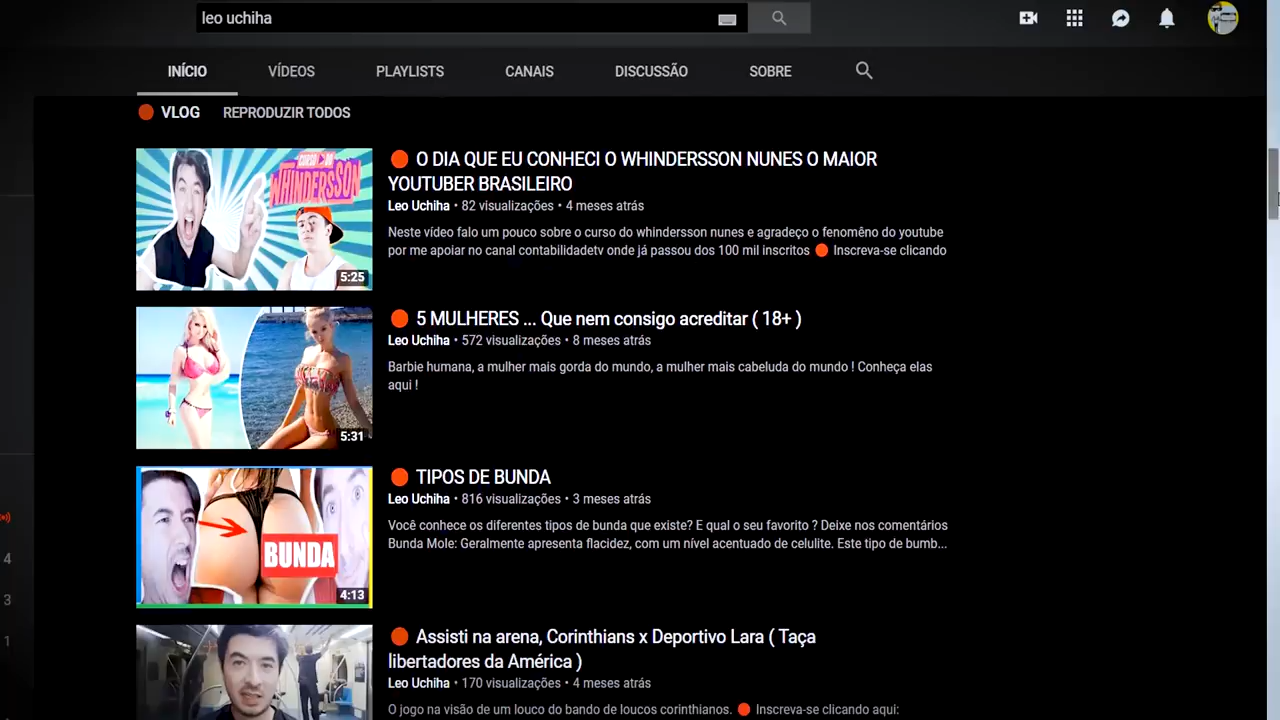 leo uchiha
INÍCIO VÍDEOS PLAYLISTS CANAIS DISCUSSÃO SOBRE
VLOG REPRODUZIR TODOS
CURSO DO
WHINDERSSON
5:25
O DIA QUE EU CONHECI O WHINDERSSON NUNES O MAIOR
YOUTUBER BRASILEIRO
Leo Uchiha • 82 visualizações • 4 meses atrás
Neste vídeo falo um pouco sobre o curso do whindersson nunes e agradeço o fenomêno do youtube
por me apoiar no canal contabilidadetv onde já passou dos 100 mil inscritos Inscreva-se clicando
5:31
5 MULHERES ... Que nem consigo acreditar ( 18+ )
Leo Uchiha • 572 visualizações • 8 meses atrás
Barbie humana, a mulher mais gorda do mundo, a mulher mais cabeluda do mundo ! Conheça elas
aqui !
BUNDA
4:13
TIPOS DE BUNDA
Leo Uchiha • 816 visualizações • 3 meses atrás
Você conhece os diferentes tipos de bunda que existe? E qual o seu favorito ? Deixe nos comentários
Bunda Mole: Geralmente apresenta flacidez, com um nível acentuado de celulite. Este tipo de bumb...
4
3
1
Assisti na arena, Corinthians x Deportivo Lara ( Taça
libertadores da América )
Leo Uchiha • 170 visualizações • 4 meses atrás
O jogo na visão de um louco do bando de loucos corinthianos. Inscreva-se clicando aqui: